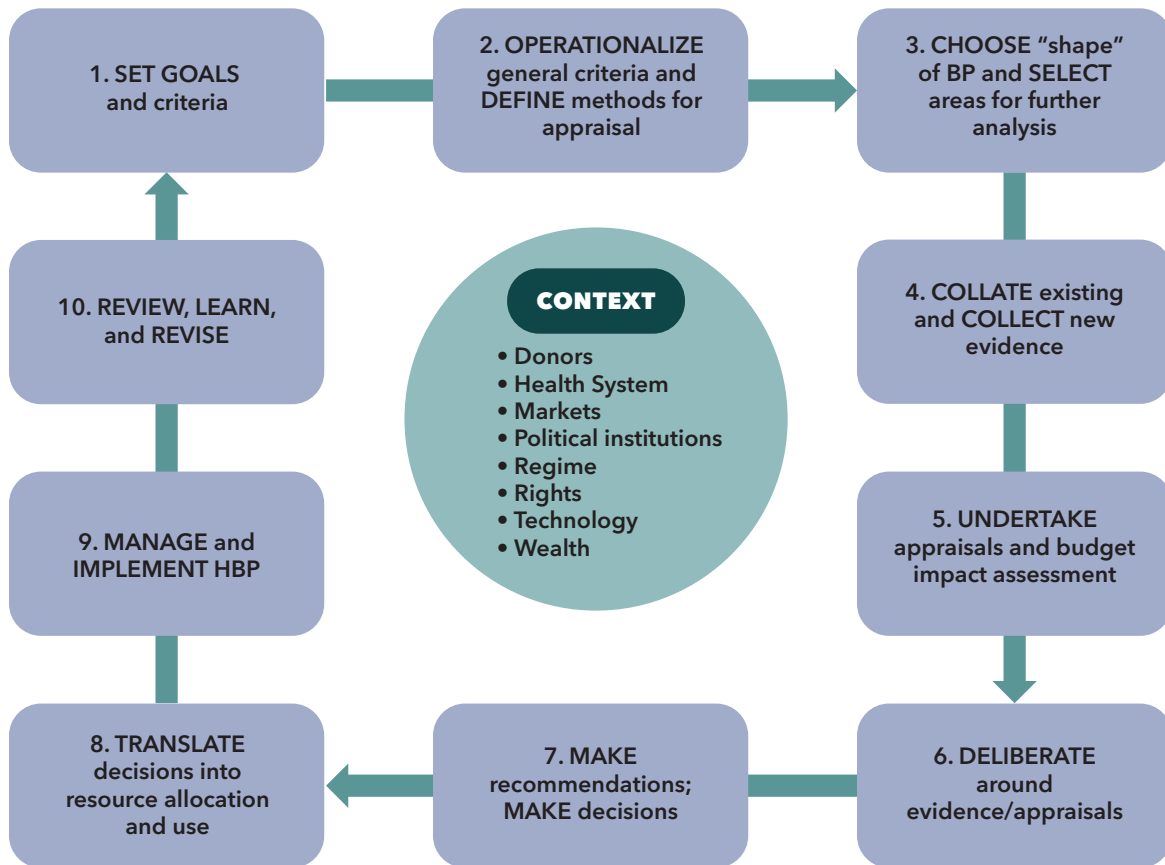 1. SET GOALS
and criteria
2. OPERATIONALIZE
general criteria and
DEFINE methods for
appraisal
3. CHOOSE “shape”
of BP and SELECT
areas for further
analysis
4. COLLATE existing
and COLLECT new
evidence
5. UNDERTAKE
appraisals and budget
impact assessment
6. DELIBERATE
around
evidence/appraisals
7. MAKE
recommendations;
MAKE decisions
8. TRANSLATE
decisions into
resource allocation
and use
9. MANAGE and
IMPLEMENT HBP
10. REVIEW, LEARN,
and REVISE
CONTEXT
• Donors
• Health System
• Markets
• Political institutions
• Regime
• Rights
• Technology
• Wealth